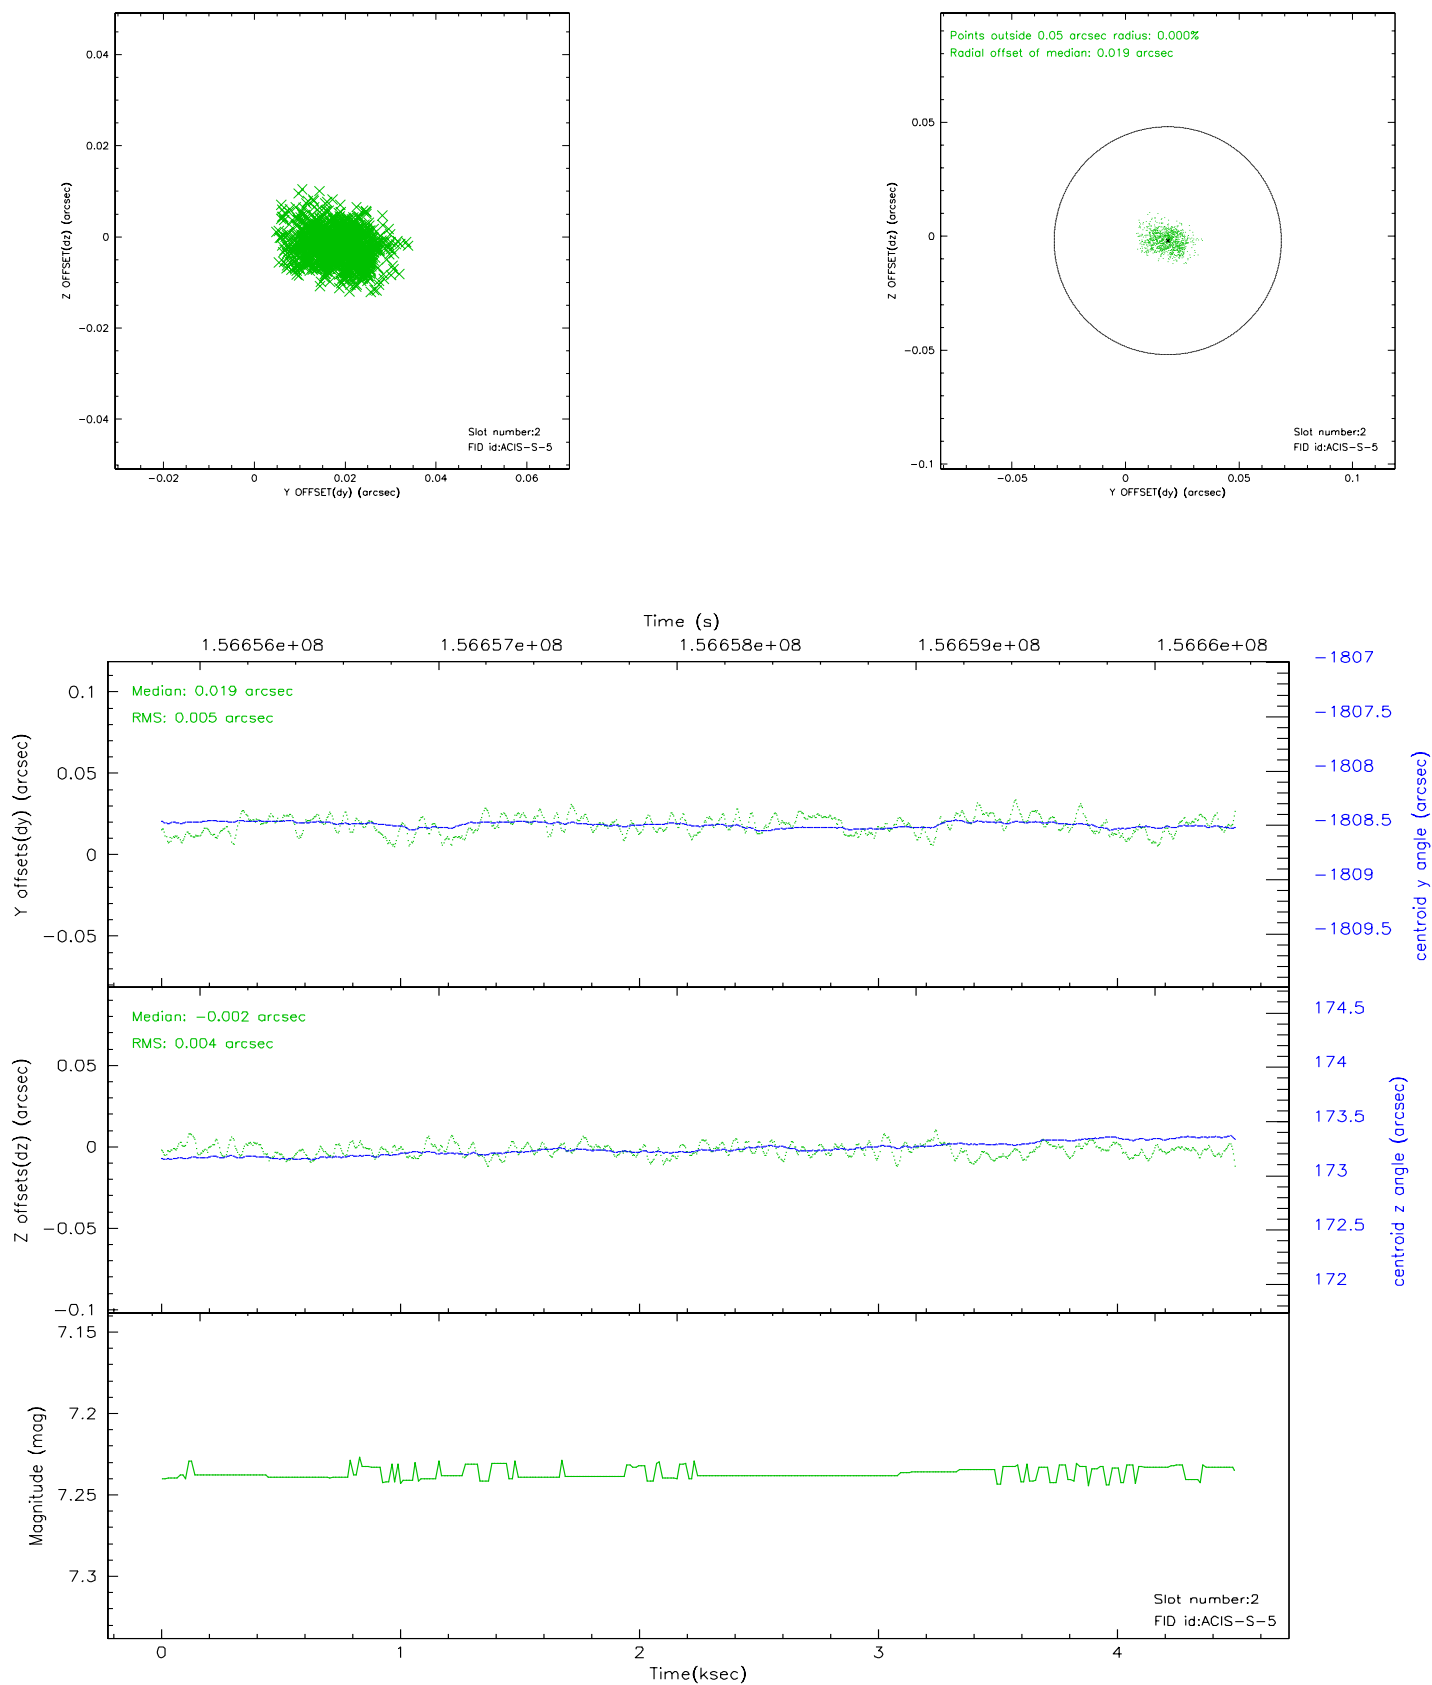 0.04
0.02
0
-0.02
-0.04
Z OFFSET(dz) (arcsec)
Slot number:2
FID id:ACIS-S-5
-0.02 0 0.02 0.04 0.06
Y OFFSET(dy) (arcsec)
Points outside 0.05 arcsec radius: 0.000%
Radial offset of median: 0.019 arcsec
0.05
0
-0.05
-0.1
Z OFFSET(dz) (arcsec)
Slot number:2
FID id:ACIS-S-5
-0.05 0 0.05 0.1
Y OFFSET(dy) (arcsec)
Time (s)
1.56656e+08 1.56657e+08 1.56658e+08 1.56659e+08 1.5666e+08
Median: 0.019 arcsec
RMS: 0.005 arcsec
0.1
0.05
0
-0.05
Y offsets(dy) (arcsec)
-1807
-1807.5
-1808
-1808.5
-1809
-1809.5
centroid y angle (arcsec)
Median: -0.002 arcsec
RMS: 0.004 arcsec
0.05
0
-0.05
-0.1
Z offsets(dz) (arcsec)
174.5
174
173.5
173
172.5
172
centroid z angle (arcsec)
7.15
7.2
7.25
7.3
Magnitude (mag)
Slot number:2
FID id:ACIS-S-5
0 1 2 3 4
Time(ksec)